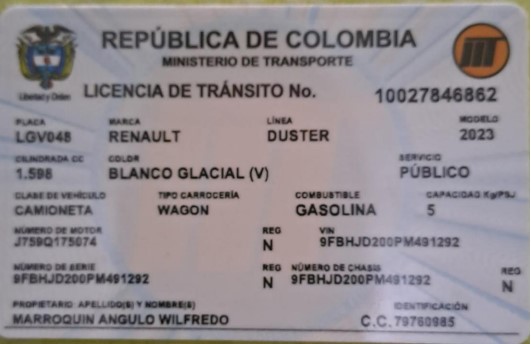 REPÚBLICA DE COLOMBIA
MINISTERIO DE TRANSPORTE
Libertad y Orden
LICENCIA DE TRÁNSITO No. 10027846862
PLACA MARCA LÍNEA MODELO
LGV048 RENAULT DUSTER 2023
CILINDRADA CC COLOR SERVICIO
1.598 BLANCO GLACIAL (V) PÚBLICO
CLASE DE VEHÍCULO TIPO CARROCERÍA COMBUSTIBLE CAPACIDAD Kg/PSJ
CAMIONETA WAGON GASOLINA 5
NÚMERO DE MOTOR REG VIN
J759Q175074 N 9FBHJD200PM491292
NÚMERO DE SERIE REG NÚMERO DE CHASIS REG
9FBHJD200PM491292 N 9FBHJD200PM491292 N
PROPIETARIO: APELLIDO(S) Y NOMBRE(S) IDENTIFICACIÓN
MARROQUIN ANGULO WILFREDO C.C. 79760985